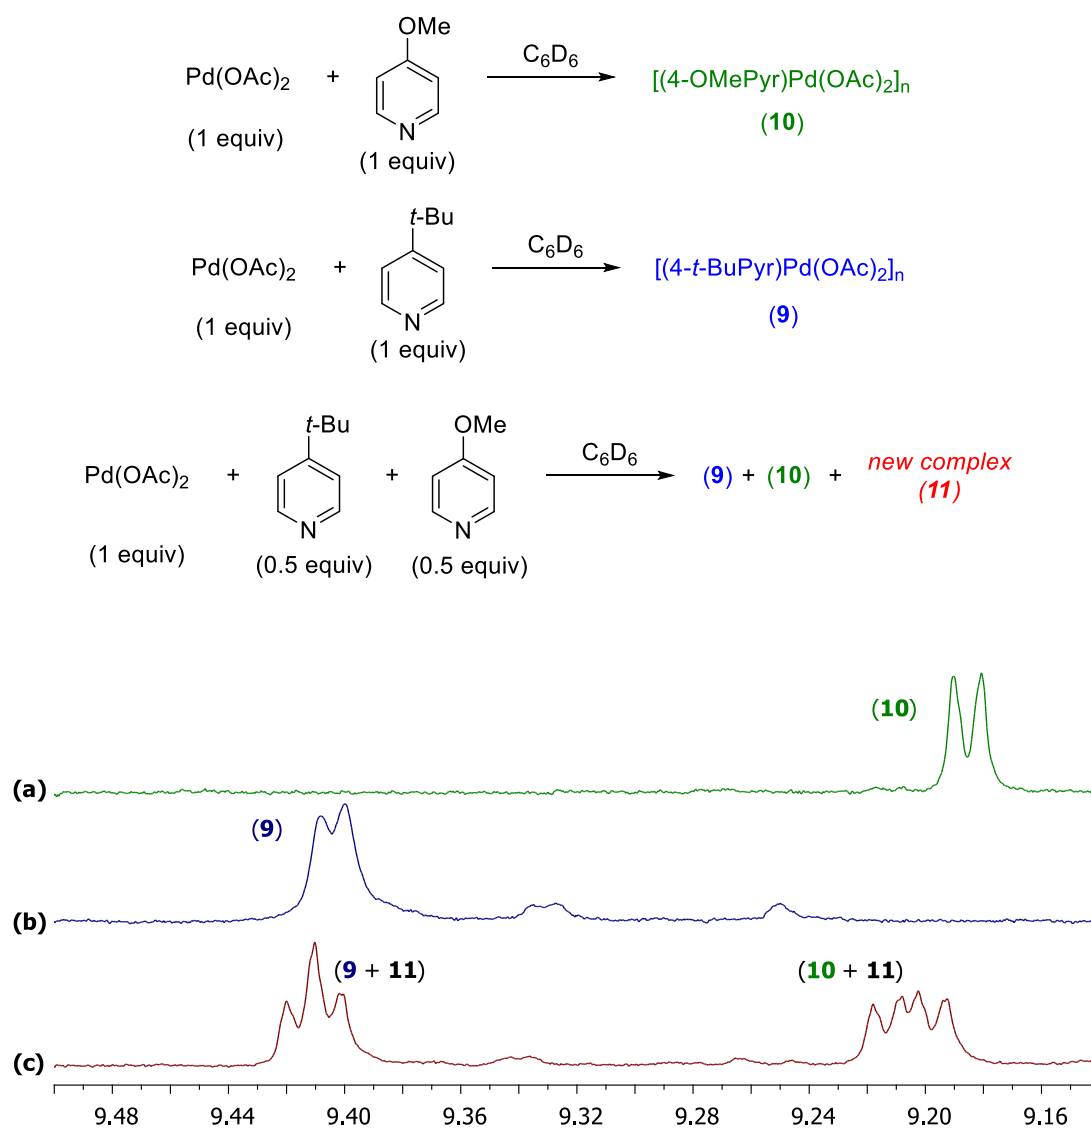 OMe
Pd(OAc)2 + N C6D6 [(4-OMePyr)Pd(OAc)2]n
(1 equiv) (1 equiv) (10)
t-Bu
Pd(OAc)2 + N C6D6 [(4-t-BuPyr)Pd(OAc)2]n
(1 equiv) (1 equiv) (9)
t-Bu OMe
Pd(OAc)2 + N + N C6D6 (9) + (10) + new complex
(11)
(1 equiv) (0.5 equiv) (0.5 equiv)
(10)
(a)
(9)
(b)
(9 + 11) (10 + 11)
(c)
9.48 9.44 9.40 9.36 9.32 9.28 9.24 9.20 9.16